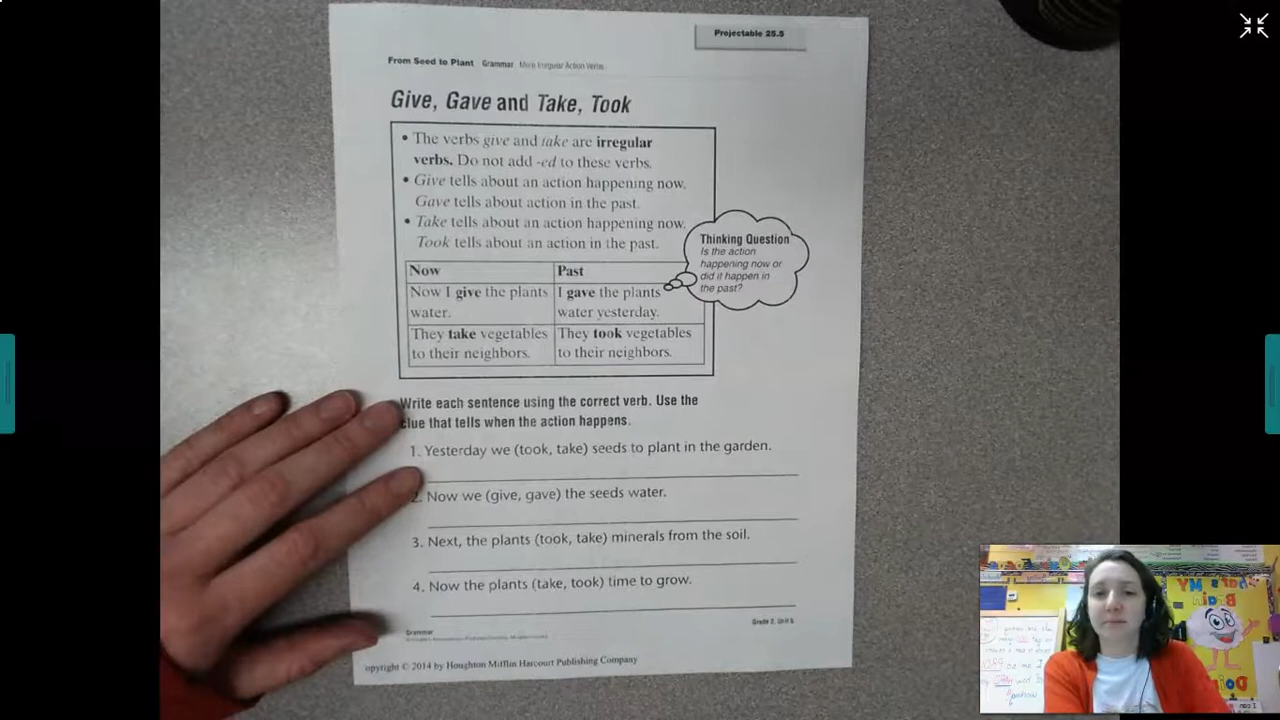 Projectable 25.5
From Seed to Plant Grammar More Irregular Action Verbs
Give, Gave and Take, Took
• The verbs give and take are irregular
verbs. Do not add -ed to these verbs.
• Give tells about an action happening now.
Gave tells about action in the past.
• Take tells about an action happening now.
Took tells about an action in the past.
Thinking Question
Is the action
happening now or
did it happen in
the past?
Now Past
Now I give the plants I gave the plants
water. water yesterday.
They take vegetables They took vegetables
to their neighbors. to their neighbors.
Write each sentence using the correct verb. Use the
clue that tells when the action happens.
1. Yesterday we (took, take) seeds to plant in the garden.
2. Now we (give, gave) the seeds water.
3. Next, the plants (took, take) minerals from the soil.
4. Now the plants (take, took) time to grow.
Grammar
Grade 2, Unit 5
opyright © 2014 by Houghton Mifflin Harcourt Publishing Company
MY
Brain